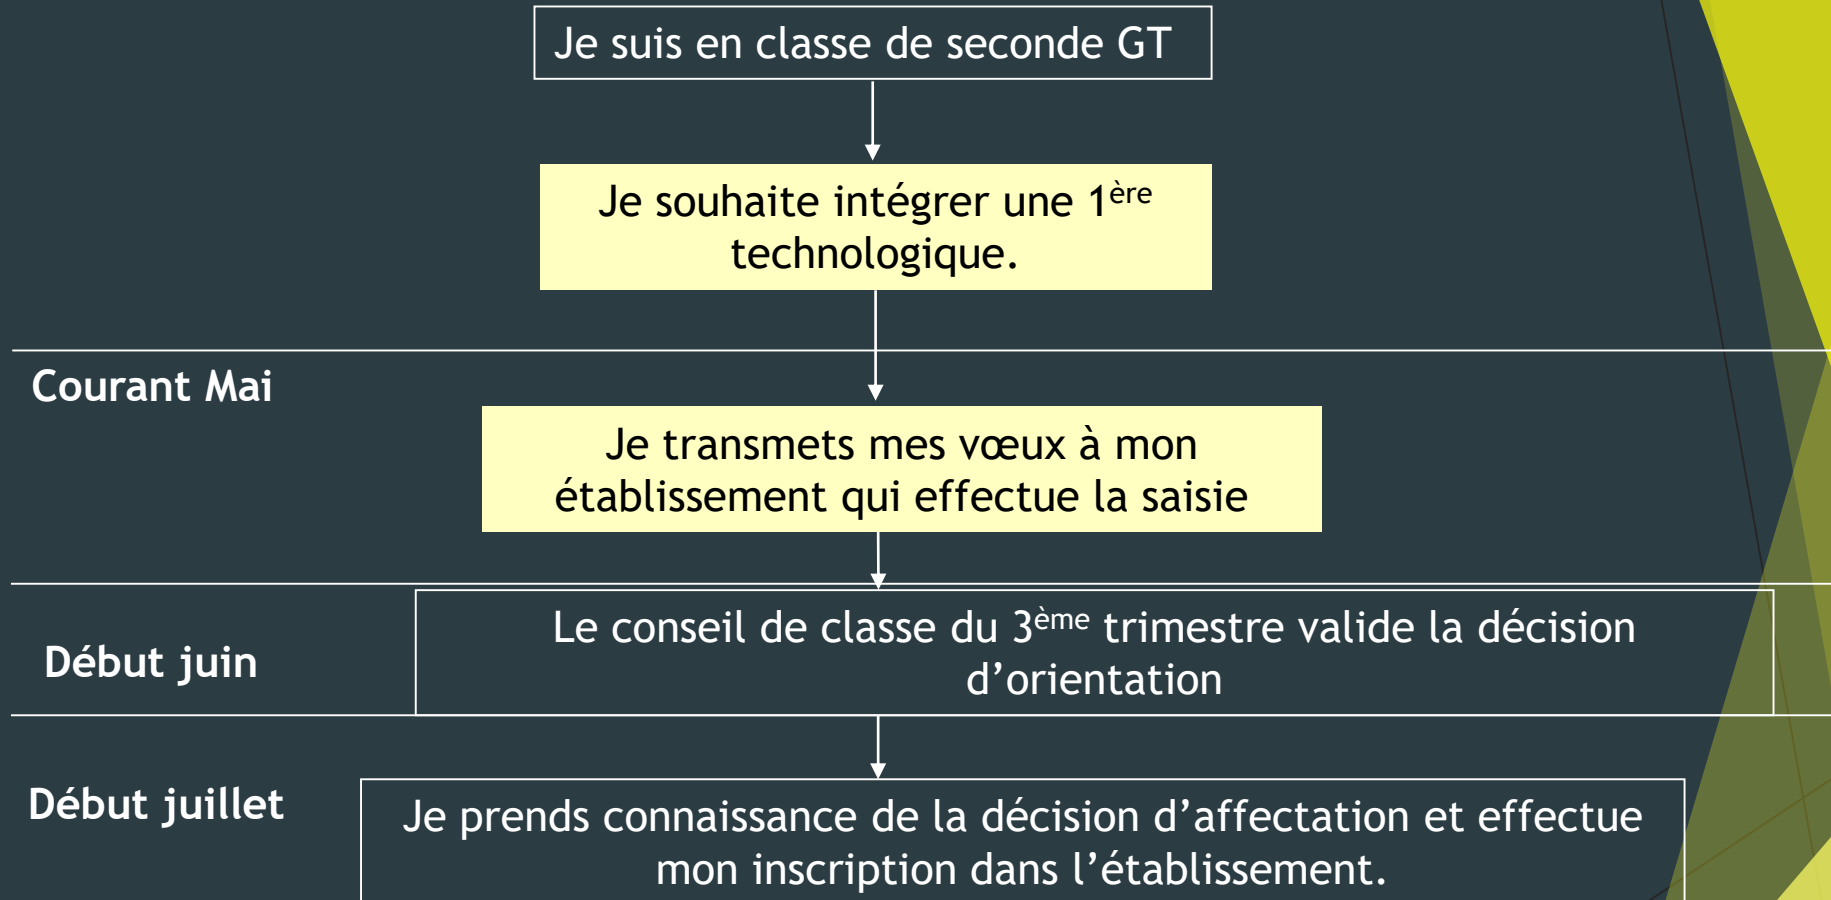 Je suis en classe de seconde GT
Je souhaite intégrer une 1ère
technologique.
Courant Mai
Je transmets mes vœux à mon
établissement qui effectue la saisie
Début juin
Le conseil de classe du 3ème trimestre valide la décision
d’orientation
Début juillet
Je prends connaissance de la décision d’affectation et effectue
mon inscription dans l’établissement.